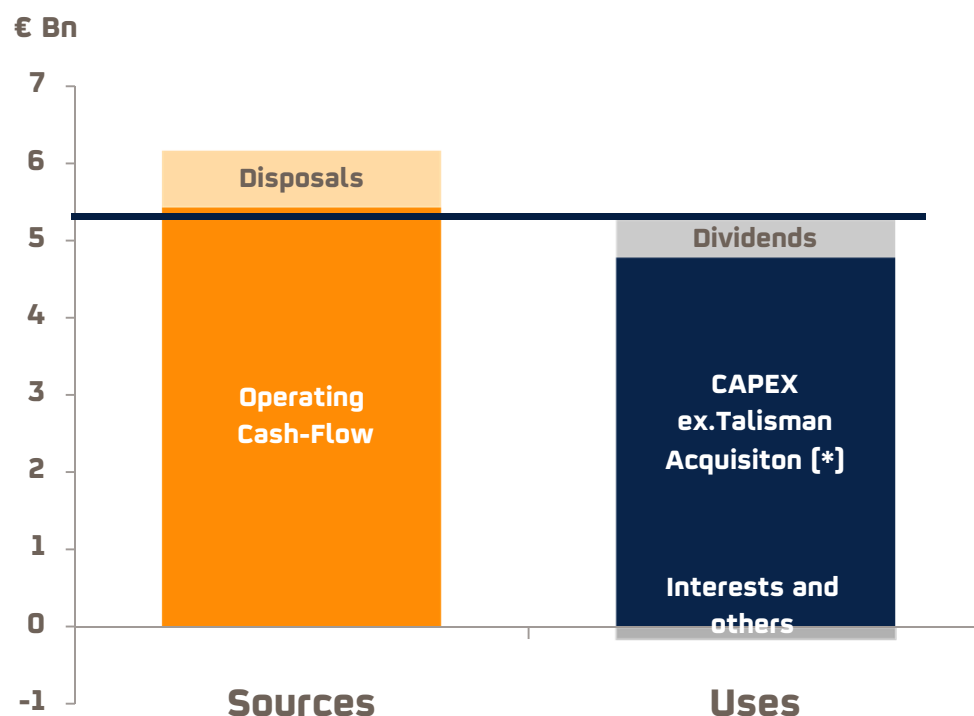 € Bn
7
6
5
4
3
2
1
0
-1
Disposals
Operating
Cash-Flow
Dividends
CAPEX
ex.Talisman
Acquisiton (*)
Interests and
others
Sources
Uses